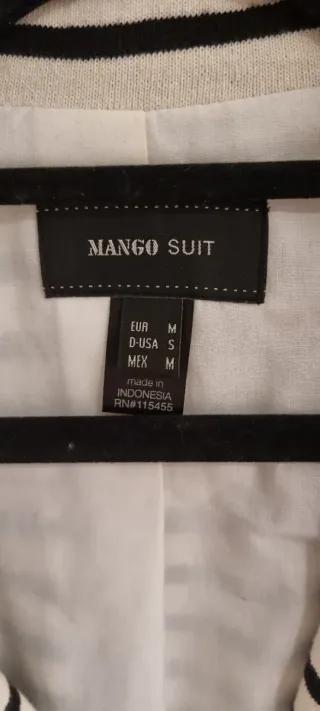 MANGO SUIT
EUR M
D-USA S
MEX M
made in
INDONESIA
RN#115455